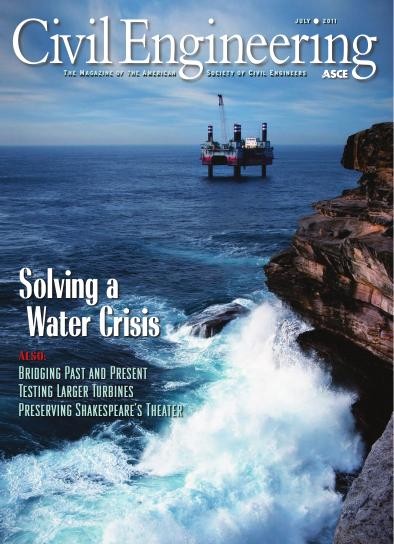 JULY ● 2011
Civil Engineering
THE MAGAZINE OF THE AMERICAN SOCIETY OF CIVIL ENGINEERS ASCE
Solving a
Water Crisis
ALSO:
BRIDGING PAST AND PRESENT
TESTING LARGER TURBINES
PRESERVING SHAKESPEARE'S THEATER